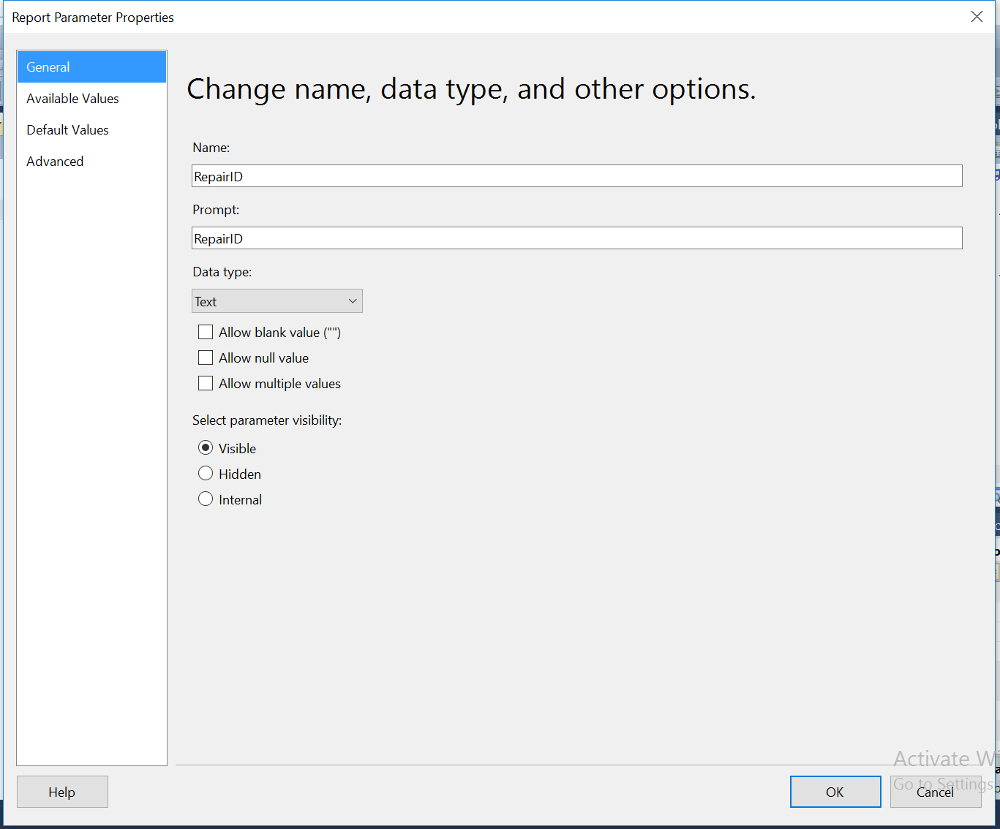 Report Parameter Properties
General
Available Values
Default Values
Advanced
Change name, data type, and other options.
Name:
RepairID
Prompt:
RepairID
Data type:
Text
Allow blank value ("")
Allow null value
Allow multiple values
Select parameter visibility:
Visible
Hidden
Internal
Activate
Go to Settings
Help
OK
Cancel